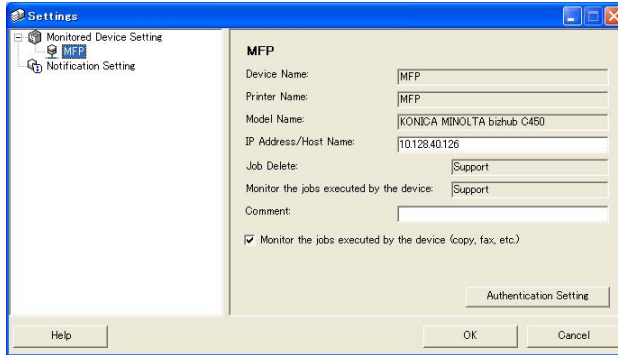 Settings
Monitored Device Setting
MFP
Notification Setting
MFP
Device Name: MFP
Printer Name: MFP
Model Name: KONICA MINOLTA bizhub C450
IP Address/Host Name: 10.128.40.126
Job Delete: Support
Monitor the jobs executed by the device: Support
Comment:
Monitor the jobs executed by the device (copy, fax, etc.)
Authentication Setting
Help OK Cancel